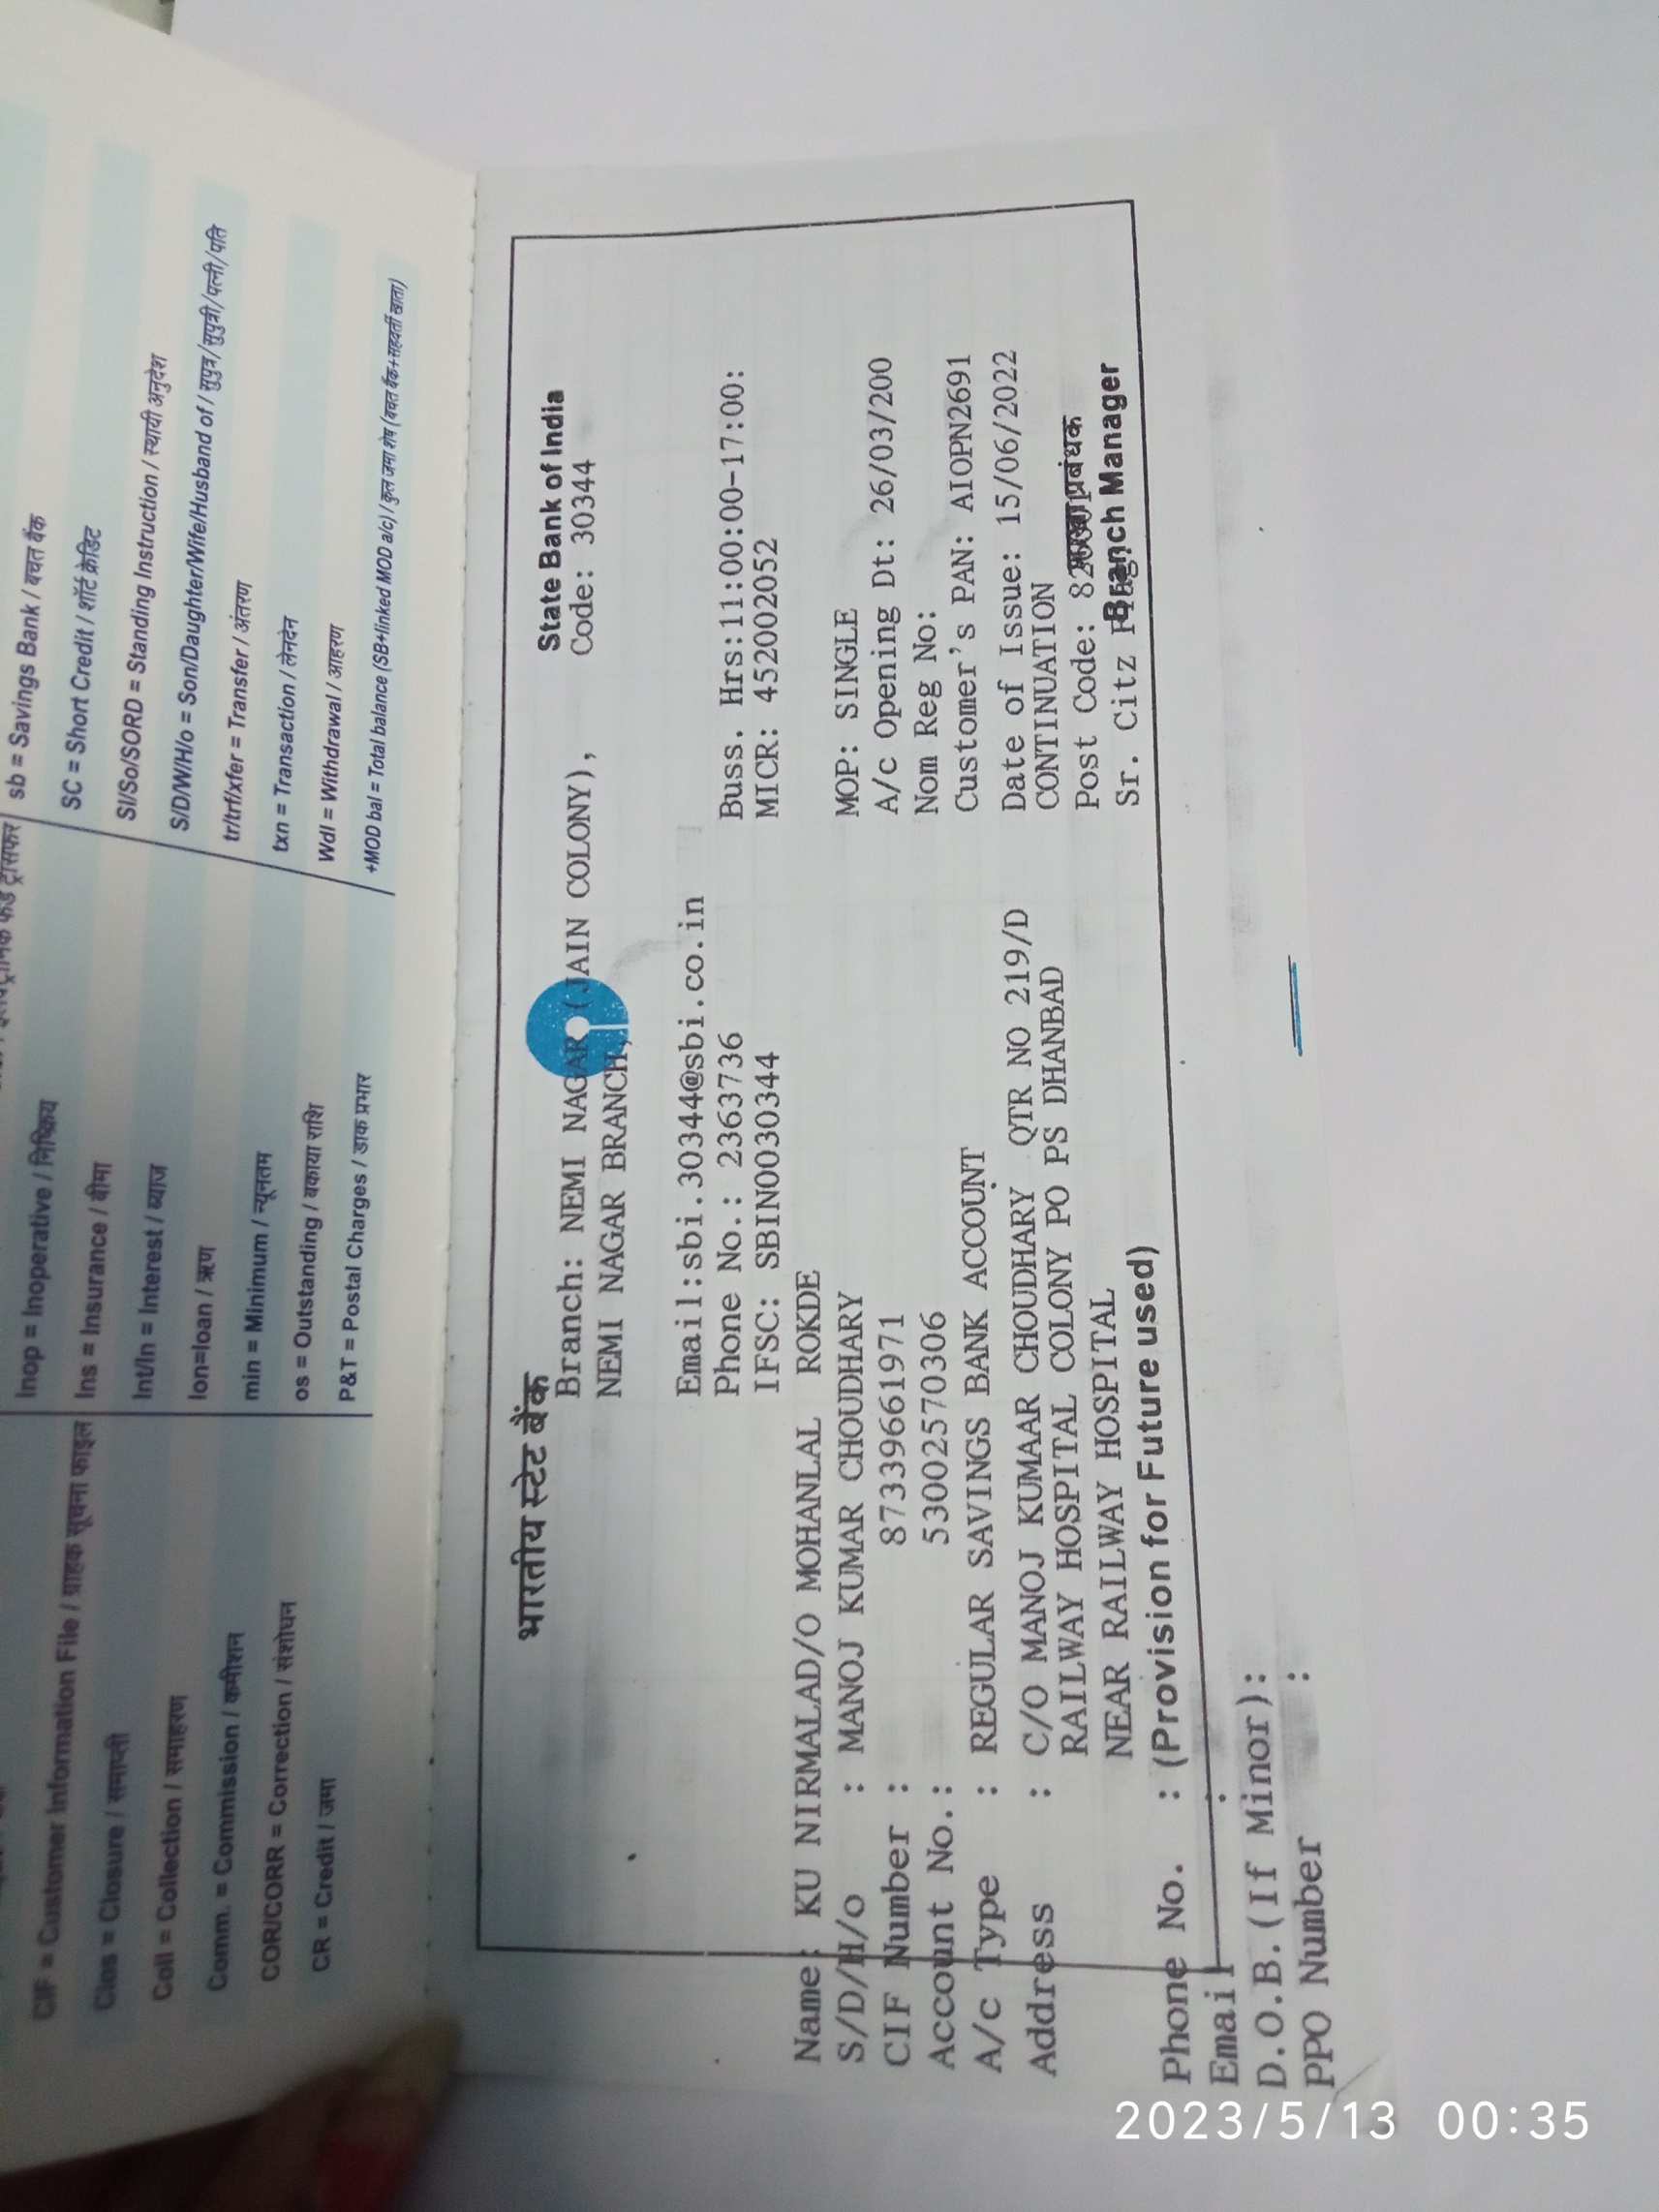 इलेक्ट्रॉनिक फंड ट्रांसफर
CIF = Customer Information File / ग्राहक सूचना फाइल
Clos = Closure / समाप्ती
Coll = Collection / समाहरण
Comm. = Commission / कमीशन
COR/CORR = Correction / संशोधन
CR = Credit / जमा
Inop = Inoperative / निष्क्रिय
Ins = Insurance / बीमा
Int/In = Interest / ब्याज
lon=loan / ऋण
min = Minimum / न्यूनतम
os = Outstanding / बकाया राशि
P&T = Postal Charges / डाक प्रभार
sb = Savings Bank / बचत बैंक
SC = Short Credit / शॉर्ट क्रेडिट
SI/So/SORD = Standing Instruction / स्थायी अनुदेश
S/D/W/H/o = Son/Daughter/Wife/Husband of / सुपुत्र/सुपुत्री/पत्नी/पति
tr/trf/xfer = Transfer / अंतरण
txn = Transaction / लेनदेन
Wdl = Withdrawal / आहरण
+MOD bal = Total balance (SB+linked MOD a/c) / कुल जमा शेष (बचत बैंक+सहवर्ती खाता)
भारतीय स्टेट बैंक State Bank of India
Branch: NEMI NAGAR (JAIN COLONY), Code: 30344
NEMI NAGAR BRANCH,
Email:sbi.30344@sbi.co.in
Phone No.: 2363736 Buss. Hrs:11:00:00-17:00:
IFSC: SBIN0030344 MICR: 452002052
Name: KU NIRMALAD/O MOHANLAL ROKDE
S/D/H/o : MANOJ KUMAR CHOUDHARY MOP: SINGLE
CIF Number : 87339661971 A/c Opening Dt: 26/03/200
Account No.: 53002570306 Nom Reg No:
A/c Type : REGULAR SAVINGS BANK ACCOUNT Customer's PAN: AIOPN2691
Address : C/O MANOJ KUMAAR CHOUDHARY QTR NO 219/D Date of Issue: 15/06/2022
RAILWAY HOSPITAL COLONY PO PS DHANBAD CONTINUATION
NEAR RAILWAY HOSPITAL Post Code: प्रबंधक
Phone No. : (Provision for Future used) Sr. Citz Branch Manager
Email :
D.O.B.(If Minor):
PPO Number :
2023/5/13 00:35